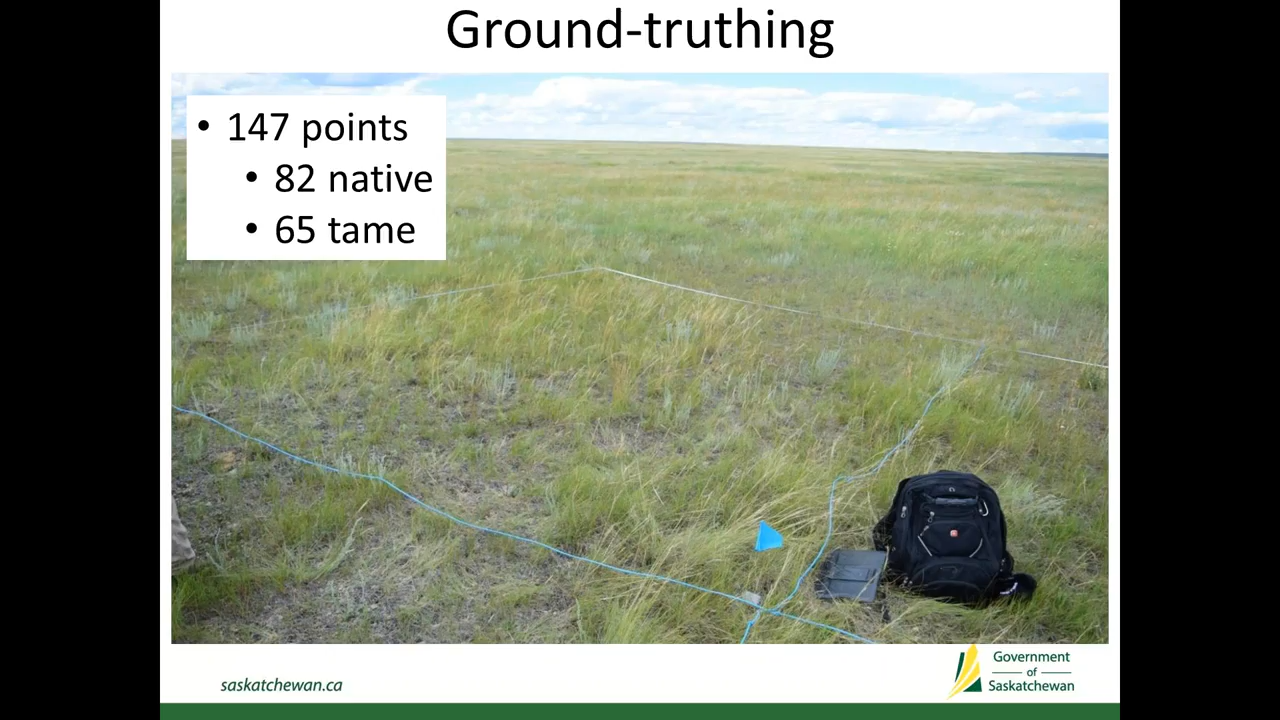 Ground-truthing
• 147 points
• 82 native
• 65 tame
saskatchewan.ca
Government
of
Saskatchewan